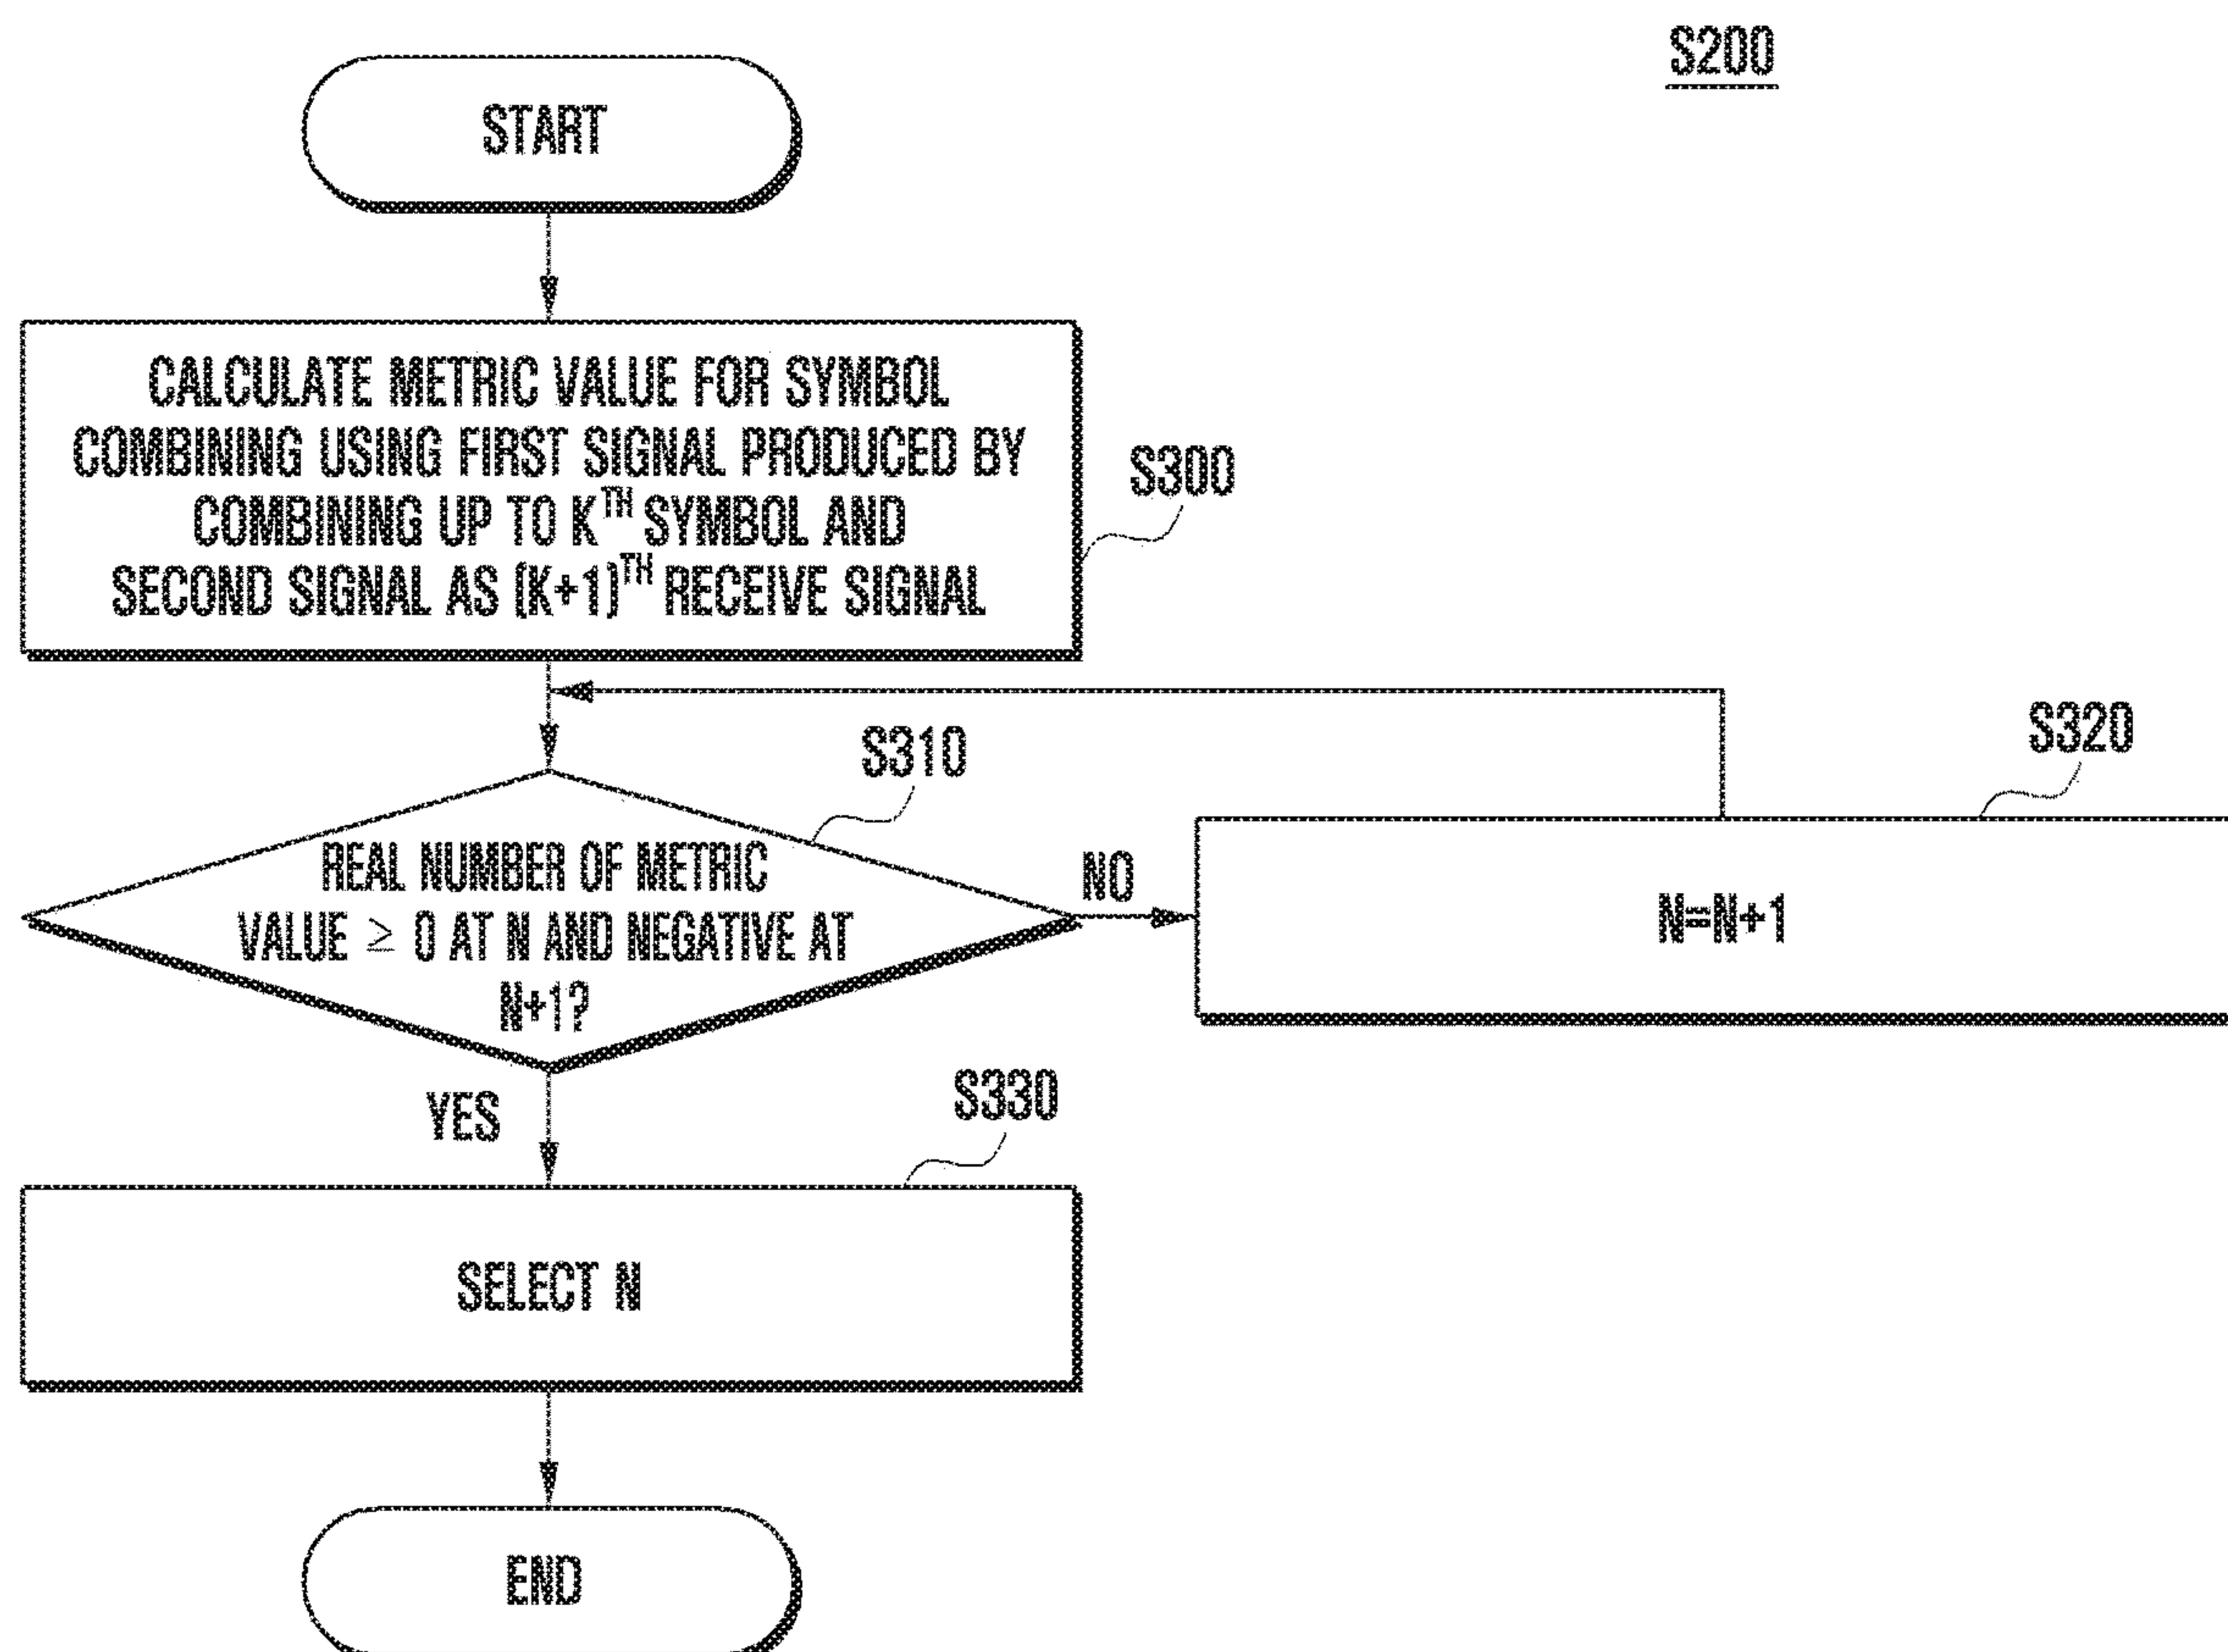 S200
START
CALCULATE METRIC VALUE FOR SYMBOL
COMBINING USING FIRST SIGNAL PRODUCED BY
COMBINING UP TO K^TH SYMBOL AND
SECOND SIGNAL AS (K+1)^TH RECEIVE SIGNAL
S300
S310
REAL NUMBER OF METRIC
VALUE ≥ 0 AT N AND NEGATIVE AT
N+1?
NO
S320
N=N+1
YES
S330
SELECT N
END